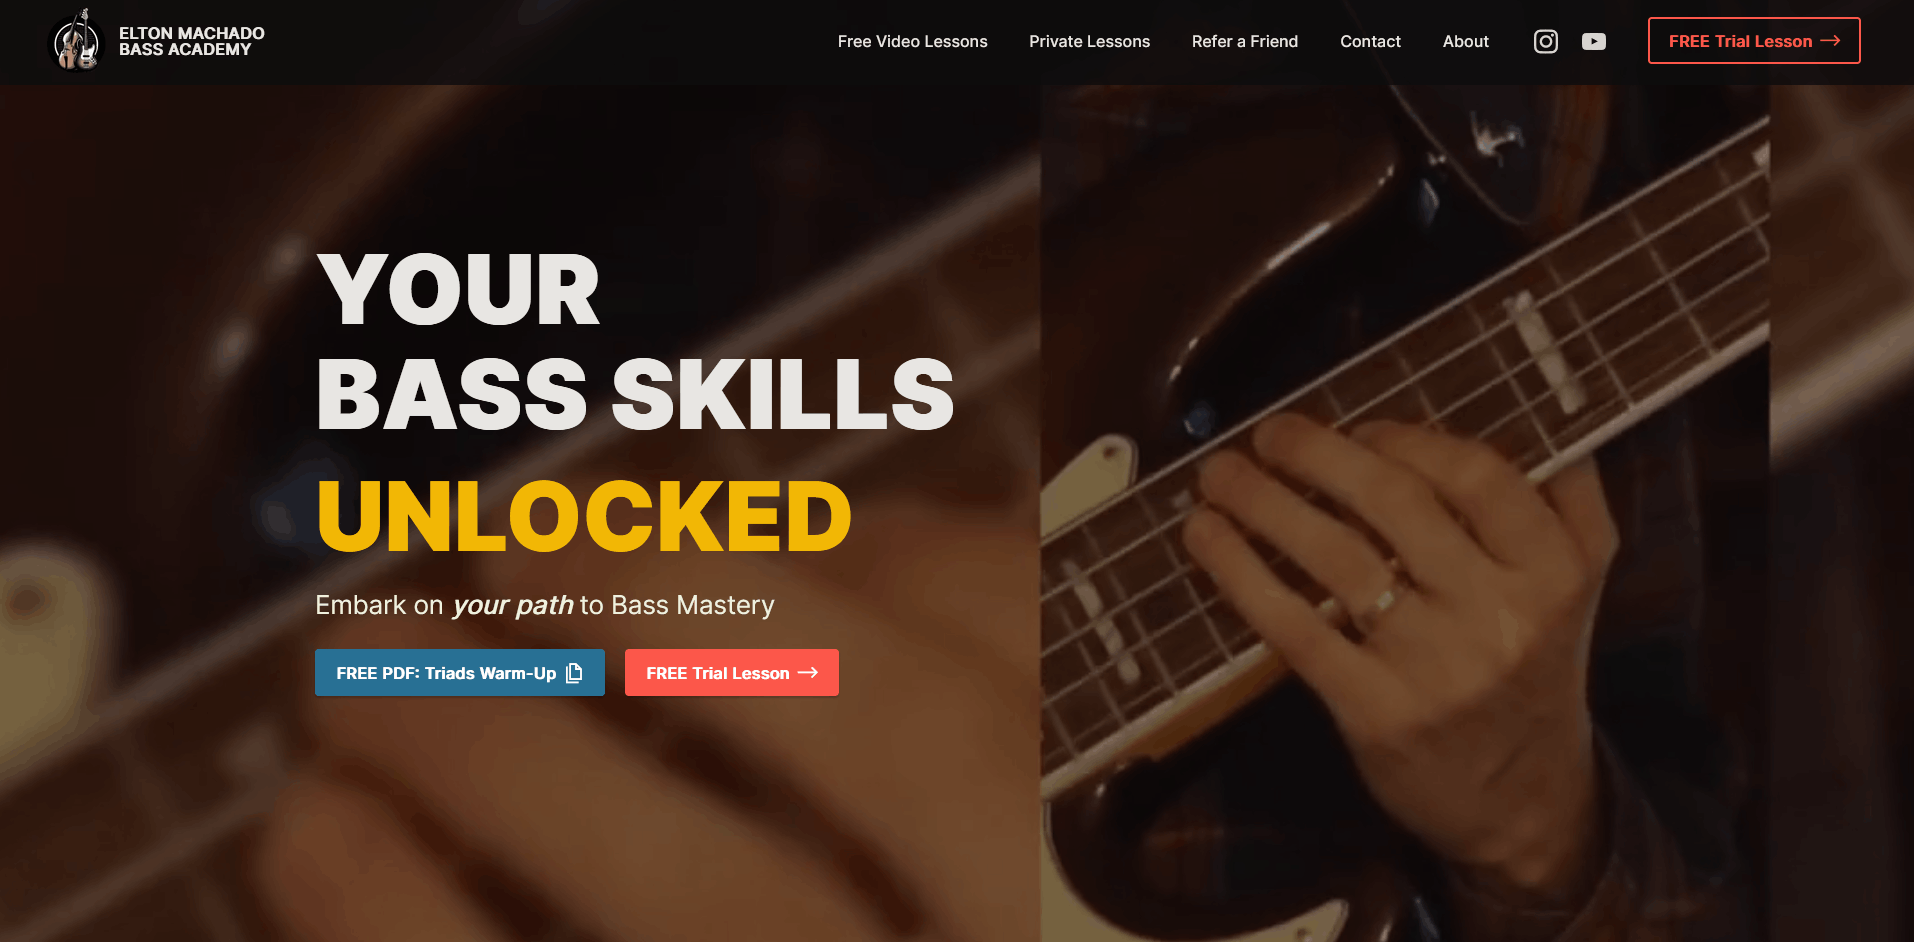 ELTON MACHADO
BASS ACADEMY
Free Video Lessons
Private Lessons
Refer a Friend
Contact
About
FREE Trial Lesson
YOUR
BASS SKILLS
UNLOCKED
Embark on your path to Bass Mastery
FREE PDF: Triads Warm-Up
FREE Trial Lesson